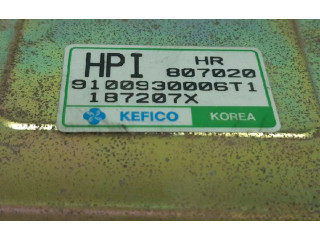 HPI HR
807020
9100930006T1
187207X
KEFICO KOREA